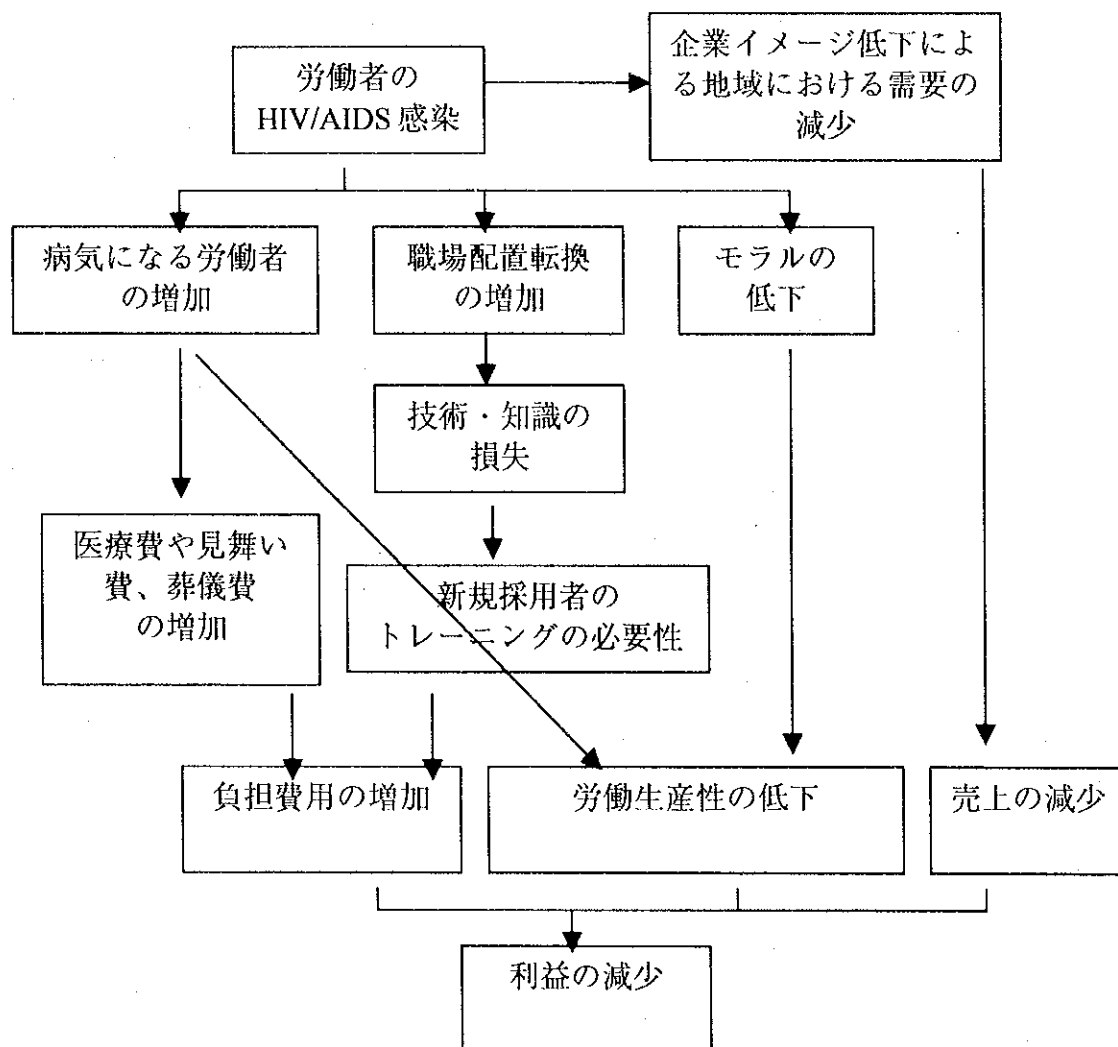 労働者の
HIV/AIDS 感染
企業イメージ低下によ
る地域における需要の
減少
病気になる労働者
の増加
職場配置転換
の増加
モラルの
低下
技術・知識の
損失
医療費や見舞い
費、葬儀費
の増加
新規採用者の
トレーニングの必要性
負担費用の増加
労働生産性の低下
売上の減少
利益の減少